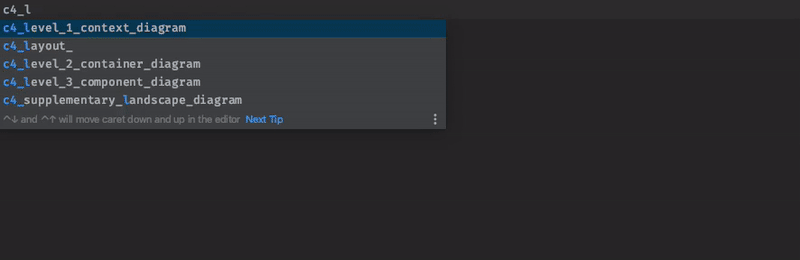 c4_l
c4_level_1_context_diagram
c4_layout_
c4_level_2_container_diagram
c4_level_3_component_diagram
c4_supplementary_landscape_diagram
^↓ and ^↑ will move caret down and up in the editor Next Tip